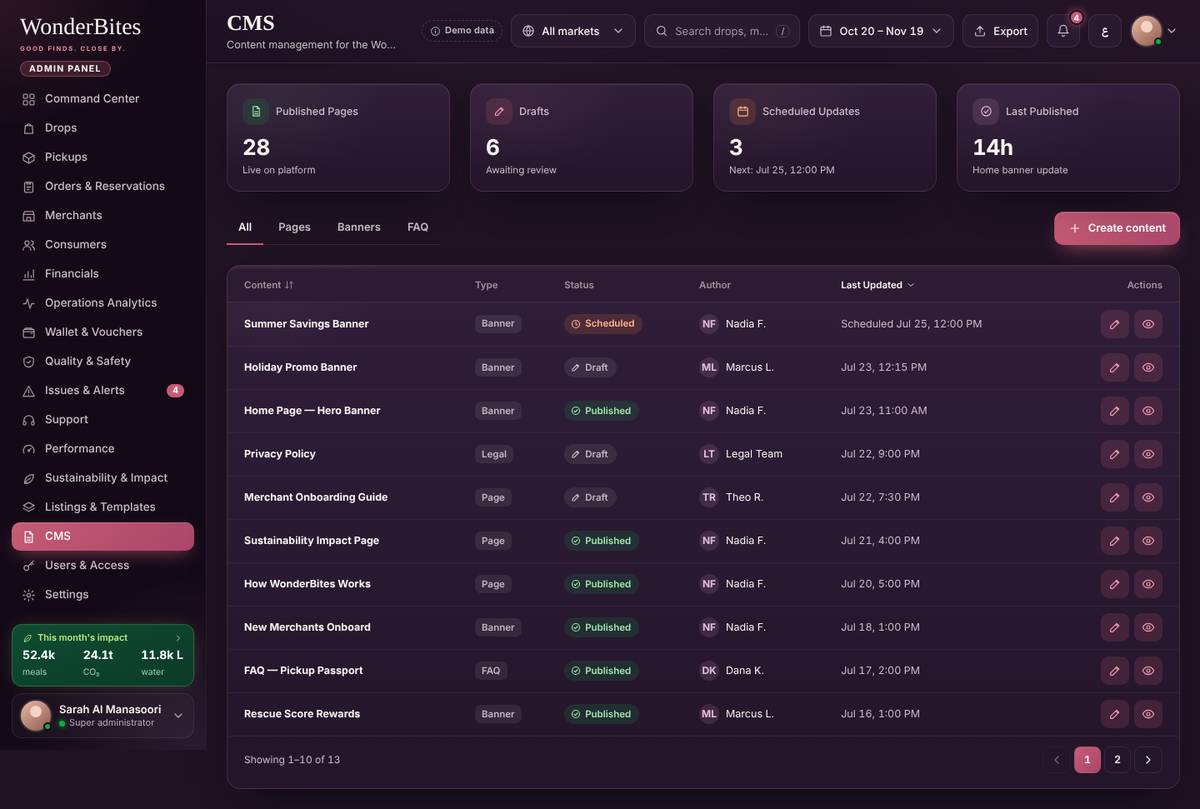 WonderBites
GOOD FINDS. CLOSE BY.
ADMIN PANEL
Command Center
Drops
Pickups
Orders & Reservations
Merchants
Consumers
Financials
Operations Analytics
Wallet & Vouchers
Quality & Safety
Issues & Alerts 4
Support
Performance
Sustainability & Impact
Listings & Templates
CMS
Users & Access
Settings
This month's impact
52.4k 24.1t 11.8k L
meals CO₂ water
Sarah Al Manasoori
Super administrator
CMS
Content management for the Wo...
Demo data
All markets
Search drops, m... /
Oct 20 – Nov 19
Export
4
ع
Published Pages
28
Live on platform
Drafts
6
Awaiting review
Scheduled Updates
3
Next: Jul 25, 12:00 PM
Last Published
14h
Home banner update
All Pages Banners FAQ
Create content
Content Type Status Author Last Updated Actions
Summer Savings Banner Banner Scheduled NF Nadia F. Scheduled Jul 25, 12:00 PM
Holiday Promo Banner Banner Draft ML Marcus L. Jul 23, 12:15 PM
Home Page — Hero Banner Banner Published NF Nadia F. Jul 23, 11:00 AM
Privacy Policy Legal Draft LT Legal Team Jul 22, 9:00 PM
Merchant Onboarding Guide Page Draft TR Theo R. Jul 22, 7:30 PM
Sustainability Impact Page Page Published NF Nadia F. Jul 21, 4:00 PM
How WonderBites Works Page Published NF Nadia F. Jul 20, 5:00 PM
New Merchants Onboard Banner Published NF Nadia F. Jul 18, 1:00 PM
FAQ — Pickup Passport FAQ Published DK Dana K. Jul 17, 2:00 PM
Rescue Score Rewards Banner Published ML Marcus L. Jul 16, 1:00 PM
Showing 1–10 of 13
1 2